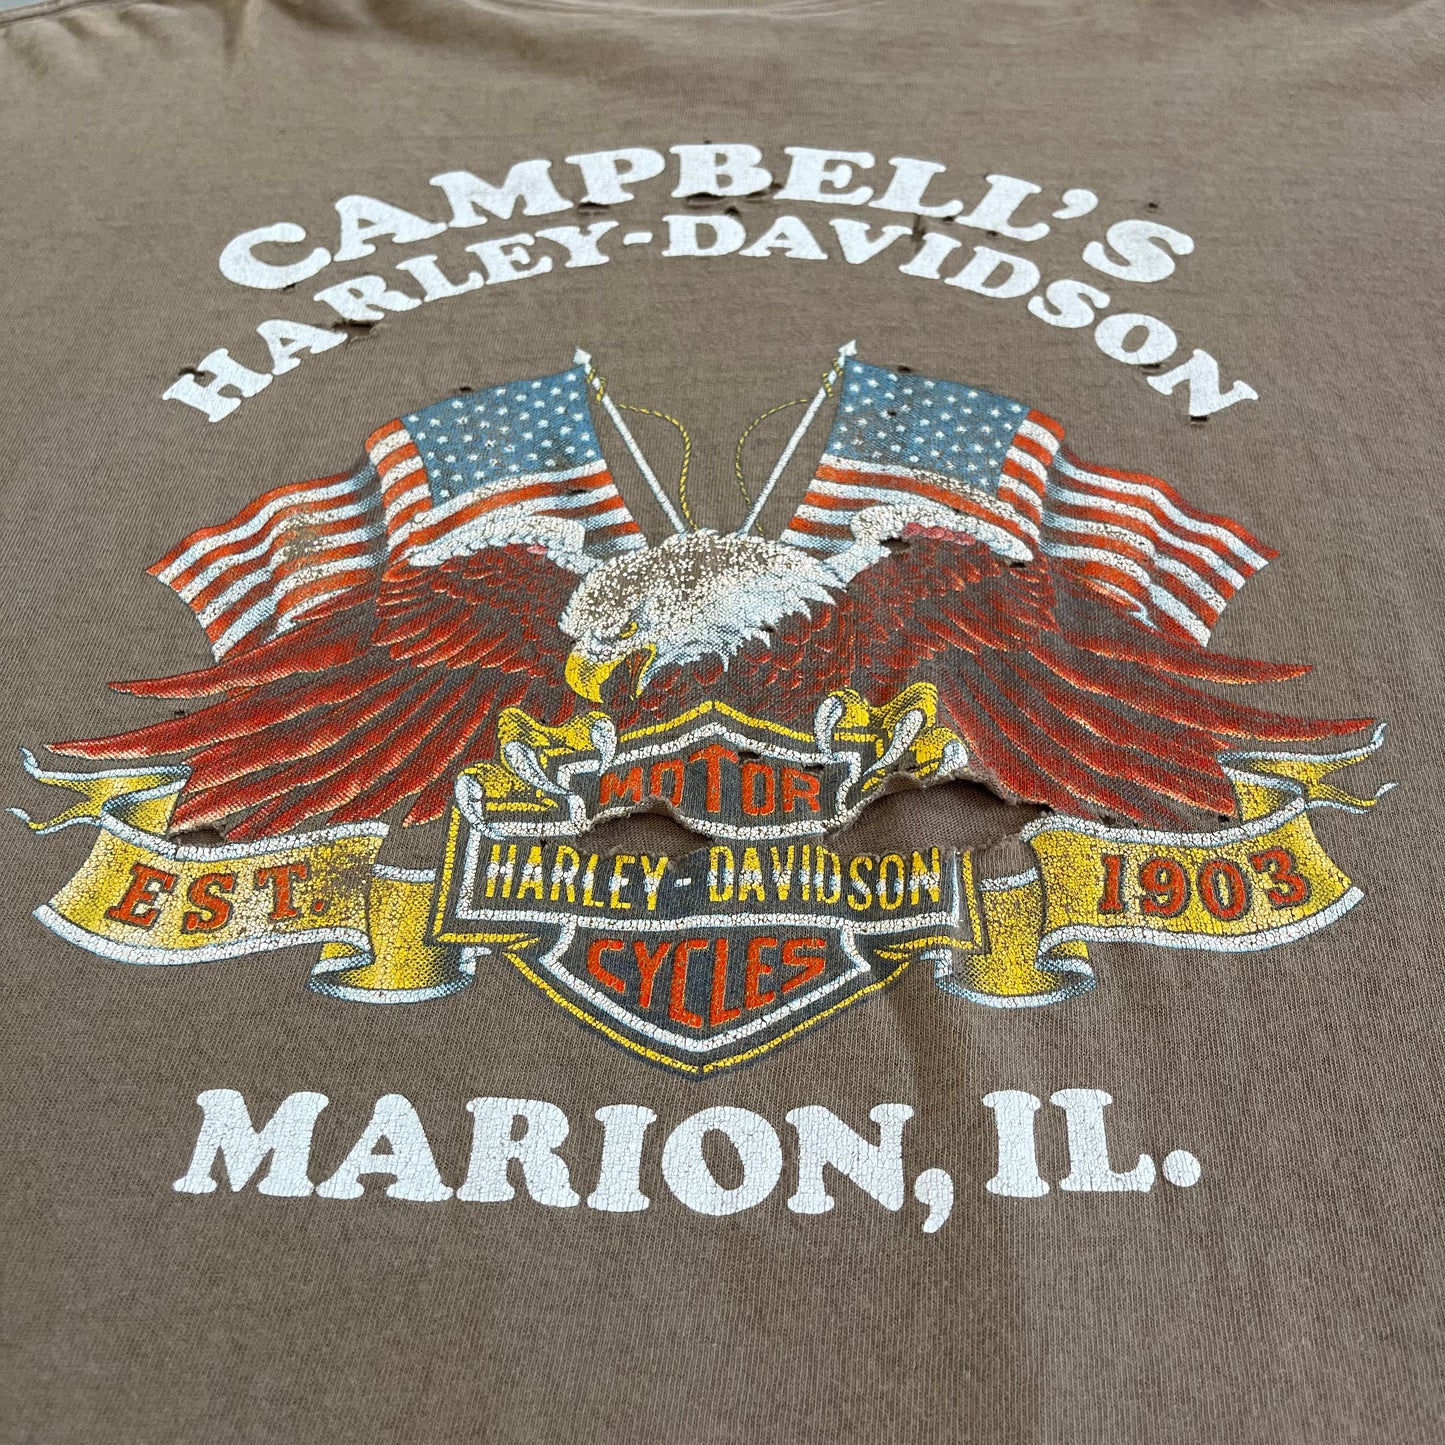 CAMPBELL'S
HARLEY-DAVIDSON
MOTOR
HARLEY-DAVIDSON
CYCLES
EST. 1903
MARION, IL.